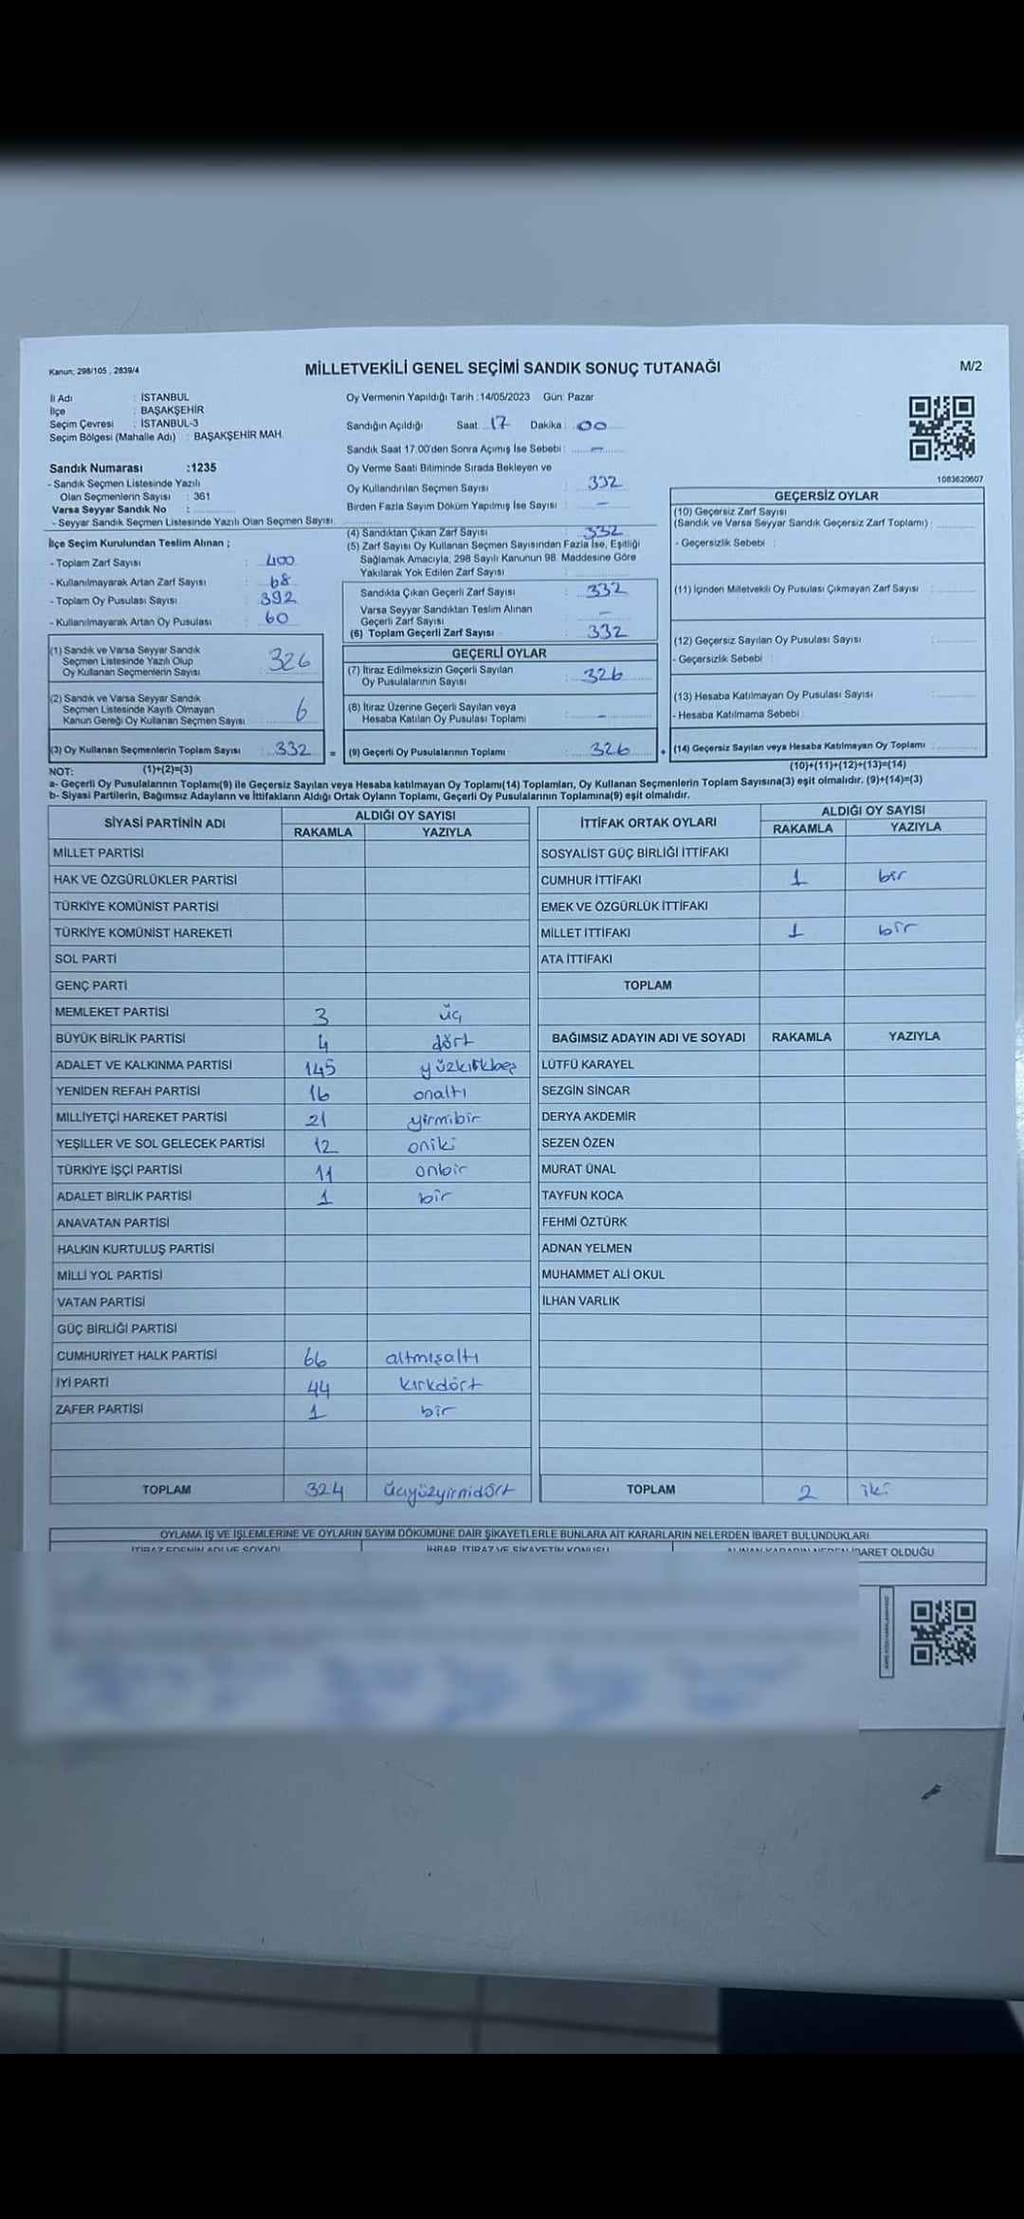 Kanun: 298/105 , 2839/4
MİLLETVEKİLİ GENEL SEÇİMİ SANDIK SONUÇ TUTANAĞI
M/2
İl Adı : İSTANBUL
İlçe : BAŞAKŞEHİR
Seçim Çevresi : İSTANBUL-3
Seçim Bölgesi (Mahalle Adı) : BAŞAKŞEHİR MAH.
Sandık Numarası :1235
- Sandık Seçmen Listesinde Yazılı
Olan Seçmenlerin Sayısı : 361
Varsa Seyyar Sandık No :
- Seyyar Sandık Seçmen Listesinde Yazılı Olan Seçmen Sayısı
İlçe Seçim Kurulundan Teslim Alınan ;
- Toplam Zarf Sayısı : 400
- Kullanılmayarak Artan Zarf Sayısı : 68
- Toplam Oy Pusulası Sayısı : 392
- Kullanılmayarak Artan Oy Pusulası : 60
(1) Sandık ve Varsa Seyyar Sandık
Seçmen Listesinde Yazılı Olup
Oy Kullanan Seçmenlerin Sayısı 326
(2) Sandık ve Varsa Seyyar Sandık
Seçmen Listesinde Kayıtlı Olmayan
Kanun Gereği Oy Kullanan Seçmen Sayısı 6
(3) Oy Kullanan Seçmenlerin Toplam Sayısı : 332 =
Oy Vermenin Yapıldığı Tarih :14/05/2023 Gün: Pazar
Sandığın Açıldığı Saat : 17 Dakika : 00
Sandık Saat 17:00'den Sonra Açımış İse Sebebi : –
Oy Verme Saati Bitiminde Sırada Bekleyen ve
Oy Kullandırılan Seçmen Sayısı : 332
Birden Fazla Sayım Döküm Yapılmış İse Sayısı : –
(4) Sandıktan Çıkan Zarf Sayısı : 332
(5) Zarf Sayısı Oy Kullanan Seçmen Sayısından Fazla İse, Eşitliği
Sağlamak Amacıyla, 298 Sayılı Kanunun 98. Maddesine Göre
Yakılarak Yok Edilen Zarf Sayısı :
Sandıkta Çıkan Geçerli Zarf Sayısı : 332
Varsa Seyyar Sandıktan Teslim Alınan
Geçerli Zarf Sayısı : –
(6) Toplam Geçerli Zarf Sayısı : 332
GEÇERLİ OYLAR
(7) İtiraz Edilmeksizin Geçerli Sayılan
Oy Pusulalarının Sayısı : 326
(8) İtiraz Üzerine Geçerli Sayılan veya
Hesaba Katılan Oy Pusulası Toplamı : –
(9) Geçerli Oy Pusulalarının Toplamı : 326 +
1083620607
GEÇERSİZ OYLAR
(10) Geçersiz Zarf Sayısı
(Sandık ve Varsa Seyyar Sandık Geçersiz Zarf Toplamı) :
- Geçersizlik Sebebi :
(11) İçinden Milletvekili Oy Pusulası Çıkmayan Zarf Sayısı :
(12) Geçersiz Sayılan Oy Pusulası Sayısı :
- Geçersizlik Sebebi :
(13) Hesaba Katılmayan Oy Pusulası Sayısı :
- Hesaba Katılmama Sebebi :
(14) Geçersiz Sayılan veya Hesaba Katılmayan Oy Toplamı
NOT: (1)+(2)=(3) (10)+(11)+(12)+(13)=(14)
a- Geçerli Oy Pusulalarının Toplamı(9) ile Geçersiz Sayılan veya Hesaba katılmayan Oy Toplamı(14) Toplamları, Oy Kullanan Seçmenlerin Toplam Sayısına(3) eşit olmalıdır. (9)+(14)=(3)
b- Siyasi Partilerin, Bağımsız Adayların ve İttifakların Aldığı Ortak Oyların Toplamı, Geçerli Oy Pusulalarının Toplamına(9) eşit olmalıdır.
SİYASİ PARTİNİN ADI ALDIĞI OY SAYISI
RAKAMLA YAZIYLA
MİLLET PARTİSİ
HAK VE ÖZGÜRLÜKLER PARTİSİ
TÜRKİYE KOMÜNİST PARTİSİ
TÜRKİYE KOMÜNİST HAREKETİ
SOL PARTİ
GENÇ PARTİ
MEMLEKET PARTİSİ 3 üç
BÜYÜK BİRLİK PARTİSİ 4 dört
ADALET VE KALKINMA PARTİSİ 145 yüzkırkbeş
YENİDEN REFAH PARTİSİ 16 onaltı
MİLLİYETÇİ HAREKET PARTİSİ 21 yirmibir
YEŞİLLER VE SOL GELECEK PARTİSİ 12 oniki
TÜRKİYE İŞÇİ PARTİSİ 11 onbir
ADALET BİRLİK PARTİSİ 1 bir
ANAVATAN PARTİSİ
HALKIN KURTULUŞ PARTİSİ
MİLLİ YOL PARTİSİ
VATAN PARTİSİ
GÜÇ BİRLİĞİ PARTİSİ
CUMHURİYET HALK PARTİSİ 66 altmışaltı
İYİ PARTİ 44 kırkdört
ZAFER PARTİSİ 1 bir
TOPLAM 324 üçyüzyirmidört
İTTİFAK ORTAK OYLARI ALDIĞI OY SAYISI
RAKAMLA YAZIYLA
SOSYALİST GÜÇ BİRLİĞİ İTTİFAKI
CUMHUR İTTİFAKI 1 bir
EMEK VE ÖZGÜRLÜK İTTİFAKI
MİLLET İTTİFAKI 1 bir
ATA İTTİFAKI
TOPLAM
BAĞIMSIZ ADAYIN ADI VE SOYADI RAKAMLA YAZIYLA
LÜTFÜ KARAYEL
SEZGİN SİNCAR
DERYA AKDEMİR
SEZEN ÖZEN
MURAT ÜNAL
TAYFUN KOCA
FEHMİ ÖZTÜRK
ADNAN YELMEN
MUHAMMET ALİ OKUL
İLHAN VARLIK
TOPLAM 2 iki
OYLAMA İŞ VE İŞLEMLERİNE VE OYLARIN SAYIM DÖKÜMÜNE DAİR ŞİKAYETLERLE BUNLARA AİT KARARLARIN NELERDEN İBARET BULUNDUKLARI
İTİRAZ EDENİN ADI VE SOYADI İHBAR, İTİRAZ VE ŞİKAYETİN KONUSU ALINAN KARARIN NEDEN İBARET OLDUĞU